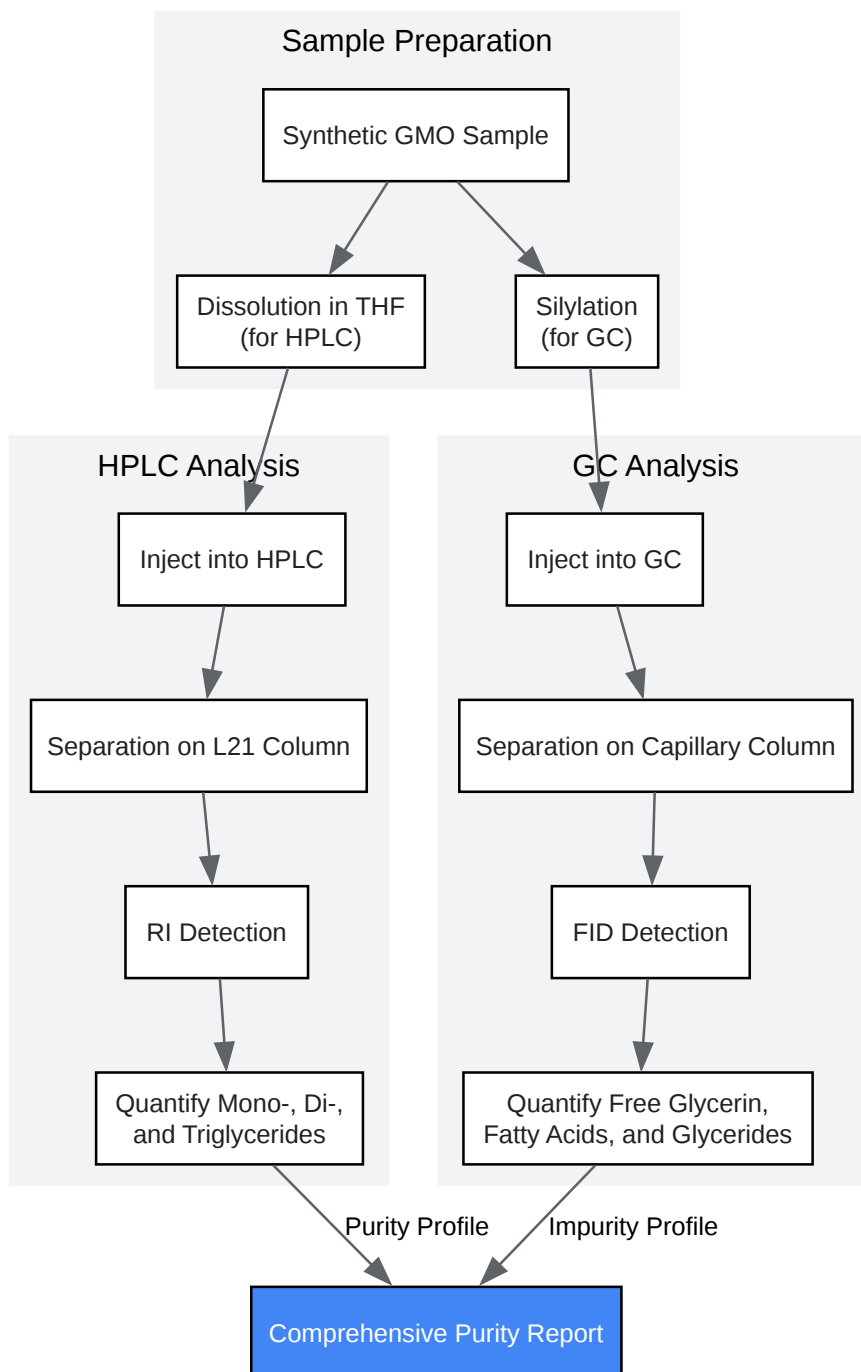 Sample Preparation
Synthetic GMO Sample
Dissolution in THF
(for HPLC)
Silylation
(for GC)
HPLC Analysis
Inject into HPLC
Separation on L21 Column
RI Detection
Quantify Mono-, Di-,
and Triglycerides
GC Analysis
Inject into GC
Separation on Capillary Column
FID Detection
Quantify Free Glycerin,
Fatty Acids, and Glycerides
Purity Profile
Impurity Profile
Comprehensive Purity Report